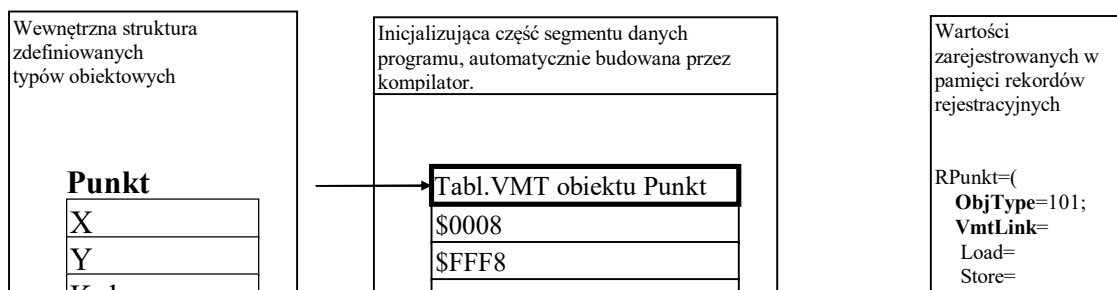 Wewnętrzna struktura
zdefiniowanych
typów obiektowych
Punkt
X
Y
Inicjalizująca część segmentu danych
programu, automatycznie budowana przez
kompilator.
Tabl.VMT obiektu Punkt
$0008
$FFF8
Wartości
zarejestrowanych w
pamięci rekordów
rejestracyjnych
RPunkt=(
ObjType=101;
VmtLink=
Load=
Store=